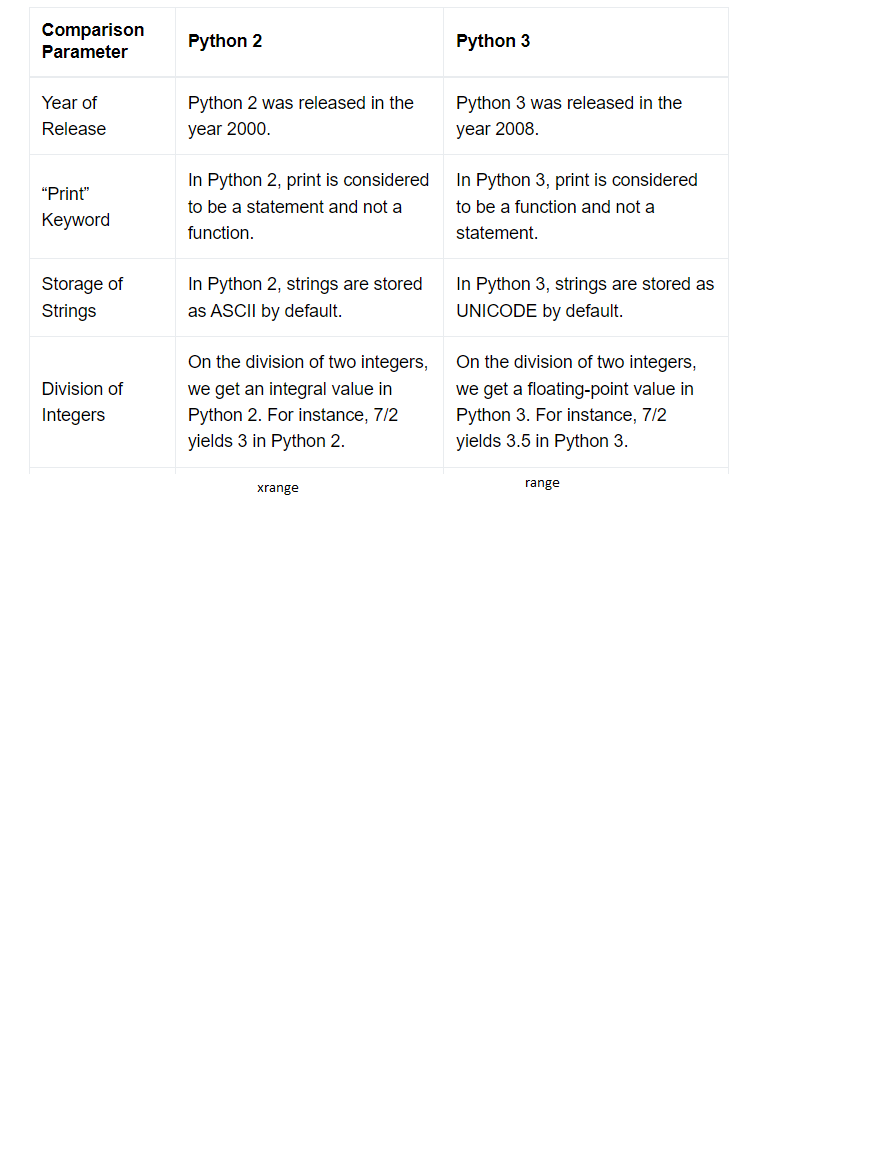 Comparison
Parameter
Python 2
Python 3
Year of
Release
Python 2 was released in the
year 2000.
Python 3 was released in the
year 2008.
“Print”
Keyword
In Python 2, print is considered
to be a statement and not a
function.
In Python 3, print is considered
to be a function and not a
statement.
Storage of
Strings
In Python 2, strings are stored
as ASCII by default.
In Python 3, strings are stored as
UNICODE by default.
Division of
Integers
On the division of two integers,
we get an integral value in
Python 2. For instance, 7/2
yields 3 in Python 2.
On the division of two integers,
we get a floating-point value in
Python 3. For instance, 7/2
yields 3.5 in Python 3.
xrange
range